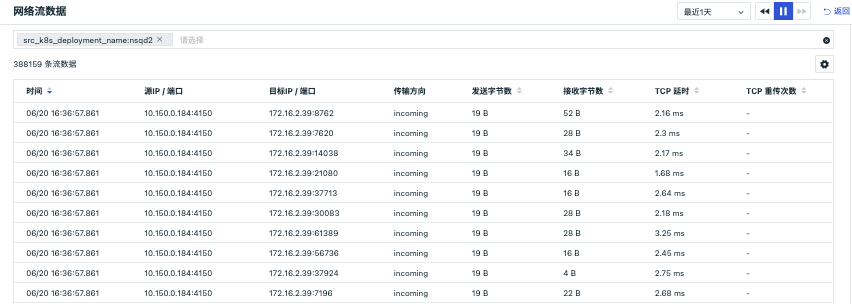 网络流数据 最近1天 返回
src_k8s_deployment_name:nsqd2 × 请选择
388159 条流数据
时间 源IP / 端口 目标IP / 端口 传输方向 发送字节数 接收字节数 TCP 延时 TCP 重传次数
06/20 16:36:57.861 10.150.0.184:4150 172.16.2.39:8762 incoming 19 B 52 B 2.16 ms -
06/20 16:36:57.861 10.150.0.184:4150 172.16.2.39:7620 incoming 19 B 28 B 2.3 ms -
06/20 16:36:57.861 10.150.0.184:4150 172.16.2.39:14038 incoming 19 B 34 B 2.17 ms -
06/20 16:36:57.861 10.150.0.184:4150 172.16.2.39:21080 incoming 19 B 16 B 1.68 ms -
06/20 16:36:57.861 10.150.0.184:4150 172.16.2.39:37713 incoming 19 B 16 B 2.64 ms -
06/20 16:36:57.861 10.150.0.184:4150 172.16.2.39:30083 incoming 19 B 28 B 2.18 ms -
06/20 16:36:57.861 10.150.0.184:4150 172.16.2.39:61389 incoming 19 B 28 B 3.25 ms -
06/20 16:36:57.861 10.150.0.184:4150 172.16.2.39:56736 incoming 19 B 16 B 2.45 ms -
06/20 16:36:57.861 10.150.0.184:4150 172.16.2.39:37924 incoming 19 B 4 B 2.75 ms -
06/20 16:36:57.861 10.150.0.184:4150 172.16.2.39:7196 incoming 19 B 22 B 2.68 ms -